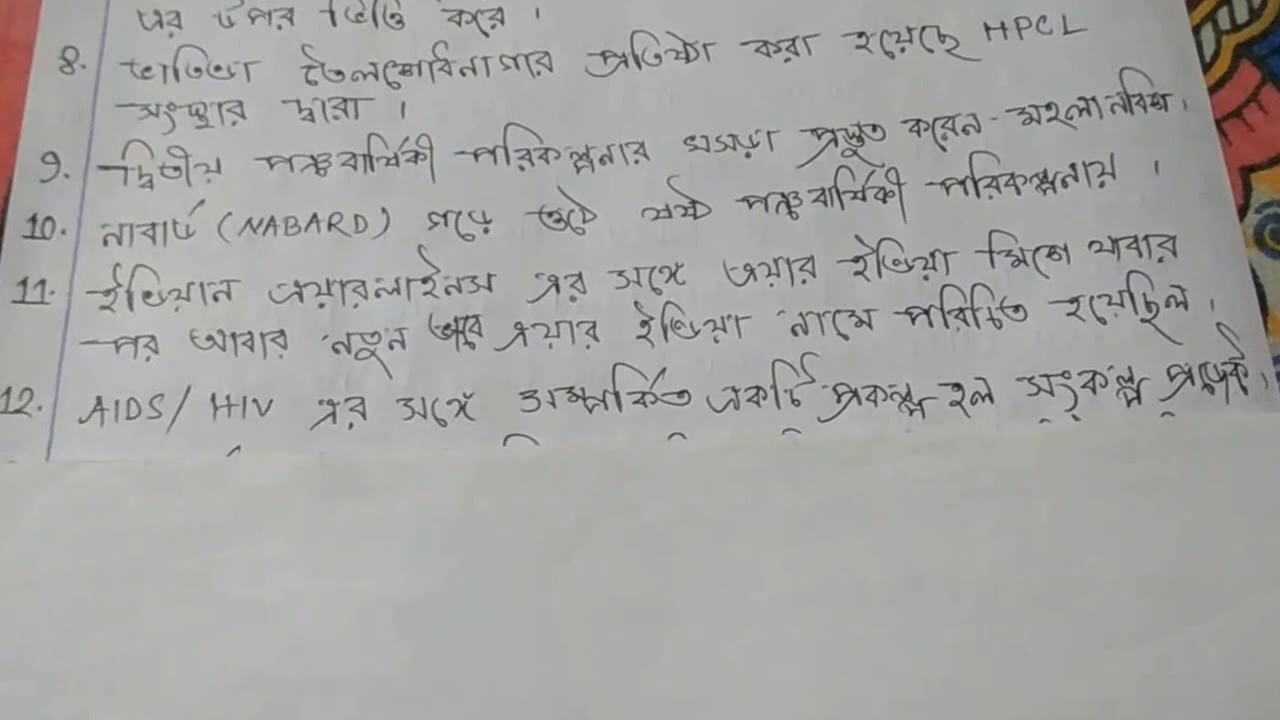 এর উপর ভিত্তি করে ।
8. ভাতিন্ডা তৈলশোধনাগার প্রতিষ্ঠা করা হয়েছে HPCL
সংস্থার দ্বারা ।
9. দ্বিতীয় পঞ্চবার্ষিকী পরিকল্পনার খসড়া প্রস্তুত করেন - মহলানবিশ ।
10. নাবার্ড (NABARD) গড়ে ওঠে ষষ্ঠ পঞ্চবার্ষিকী পরিকল্পনায় ।
11. ইন্ডিয়ান এয়ারলাইনস এর সঙ্গে এয়ার ইন্ডিয়া মিশে যাবার
পর আবার নতুন ভাবে এয়ার ইন্ডিয়া নামে পরিচিত হয়েছিল ।
12. AIDS/HIV এর সঙ্গে সম্পর্কিত একটি প্রকল্প হল সংকল্প প্রজেক্ট ।